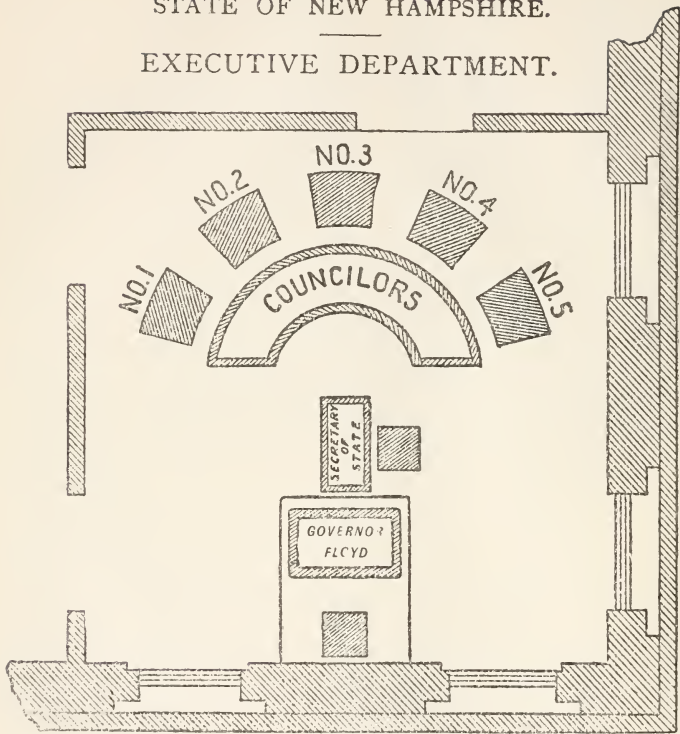 STATE OF NEW HAMPSHIRE.
EXECUTIVE DEPARTMENT.
NO.1
NO.2
NO.3
NO.4
NO.5
COUNCILORS
SECRETARY
OF
STATE
GOVERNOR
FLOYD